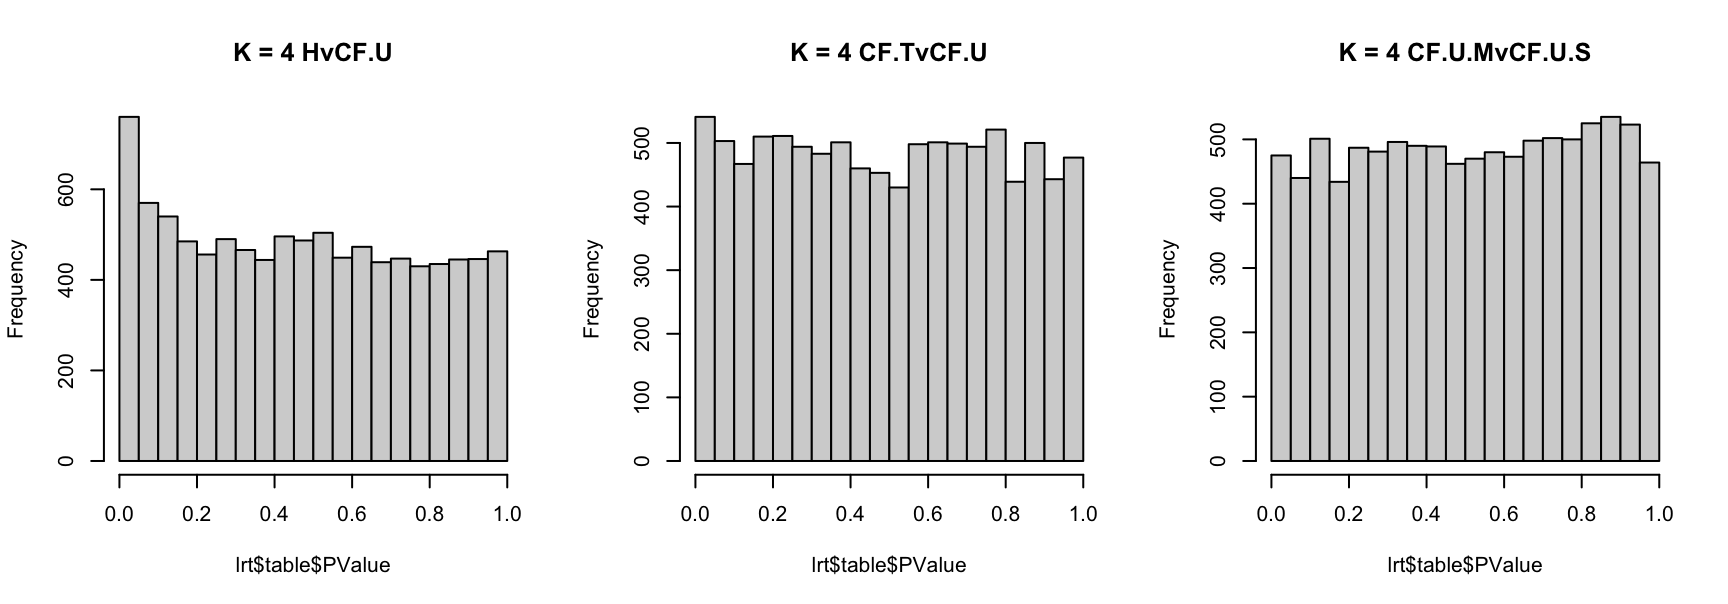 K = 4 HvCF.U
Frequency
0
200
400
600
0.0 0.2 0.4 0.6 0.8 1.0
lrt$table$PValue
K = 4 CF.TvCF.U
Frequency
0
100
200
300
400
500
0.0 0.2 0.4 0.6 0.8 1.0
lrt$table$PValue
K = 4 CF.U.MvCF.U.S
Frequency
0
100
200
300
400
500
0.0 0.2 0.4 0.6 0.8 1.0
lrt$table$PValue